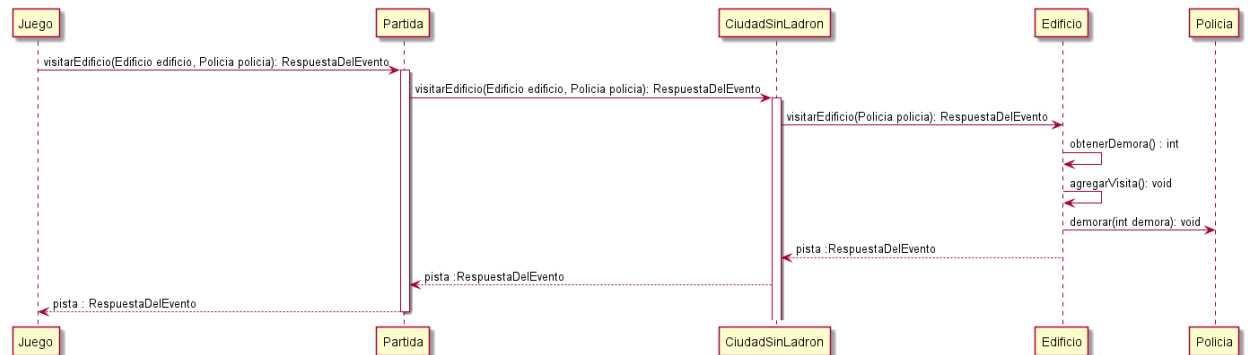 Juego
Partida
CiudadSinLadron
Edificio
Policia
visitarEdificio(Edificio edificio, Policia policia): RespuestaDelEvento
visitarEdificio(Edificio edificio, Policia policia): RespuestaDelEvento
visitarEdificio(Policia policia): RespuestaDelEvento
obtenerDemora() : int
agregarVisita(): void
demorar(int demora): void
pista :RespuestaDelEvento
pista :RespuestaDelEvento
pista : RespuestaDelEvento
Juego
Partida
CiudadSinLadron
Edificio
Policia